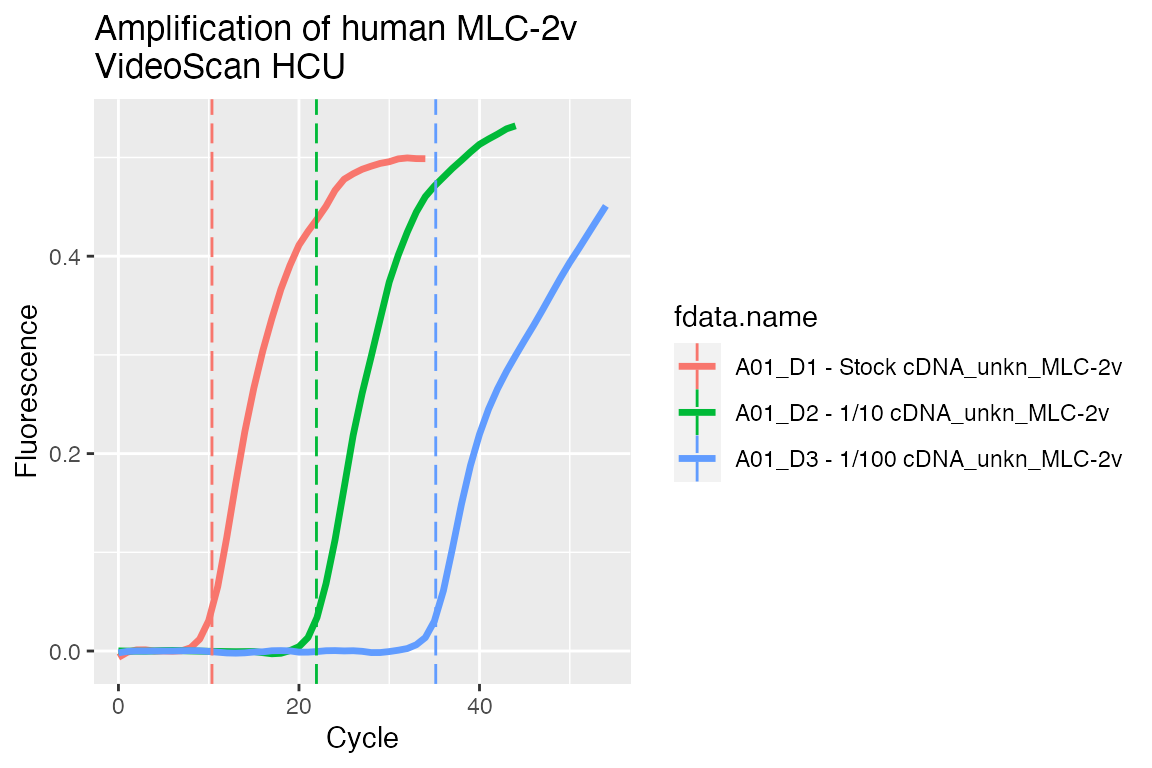 Amplification of human MLC-2v
VideoScan HCU
Fluorescence
0.4
0.2
0.0
0
20
40
Cycle
fdata.name
A01_D1 - Stock cDNA_unkn_MLC-2v
A01_D2 - 1/10 cDNA_unkn_MLC-2v
A01_D3 - 1/100 cDNA_unkn_MLC-2v